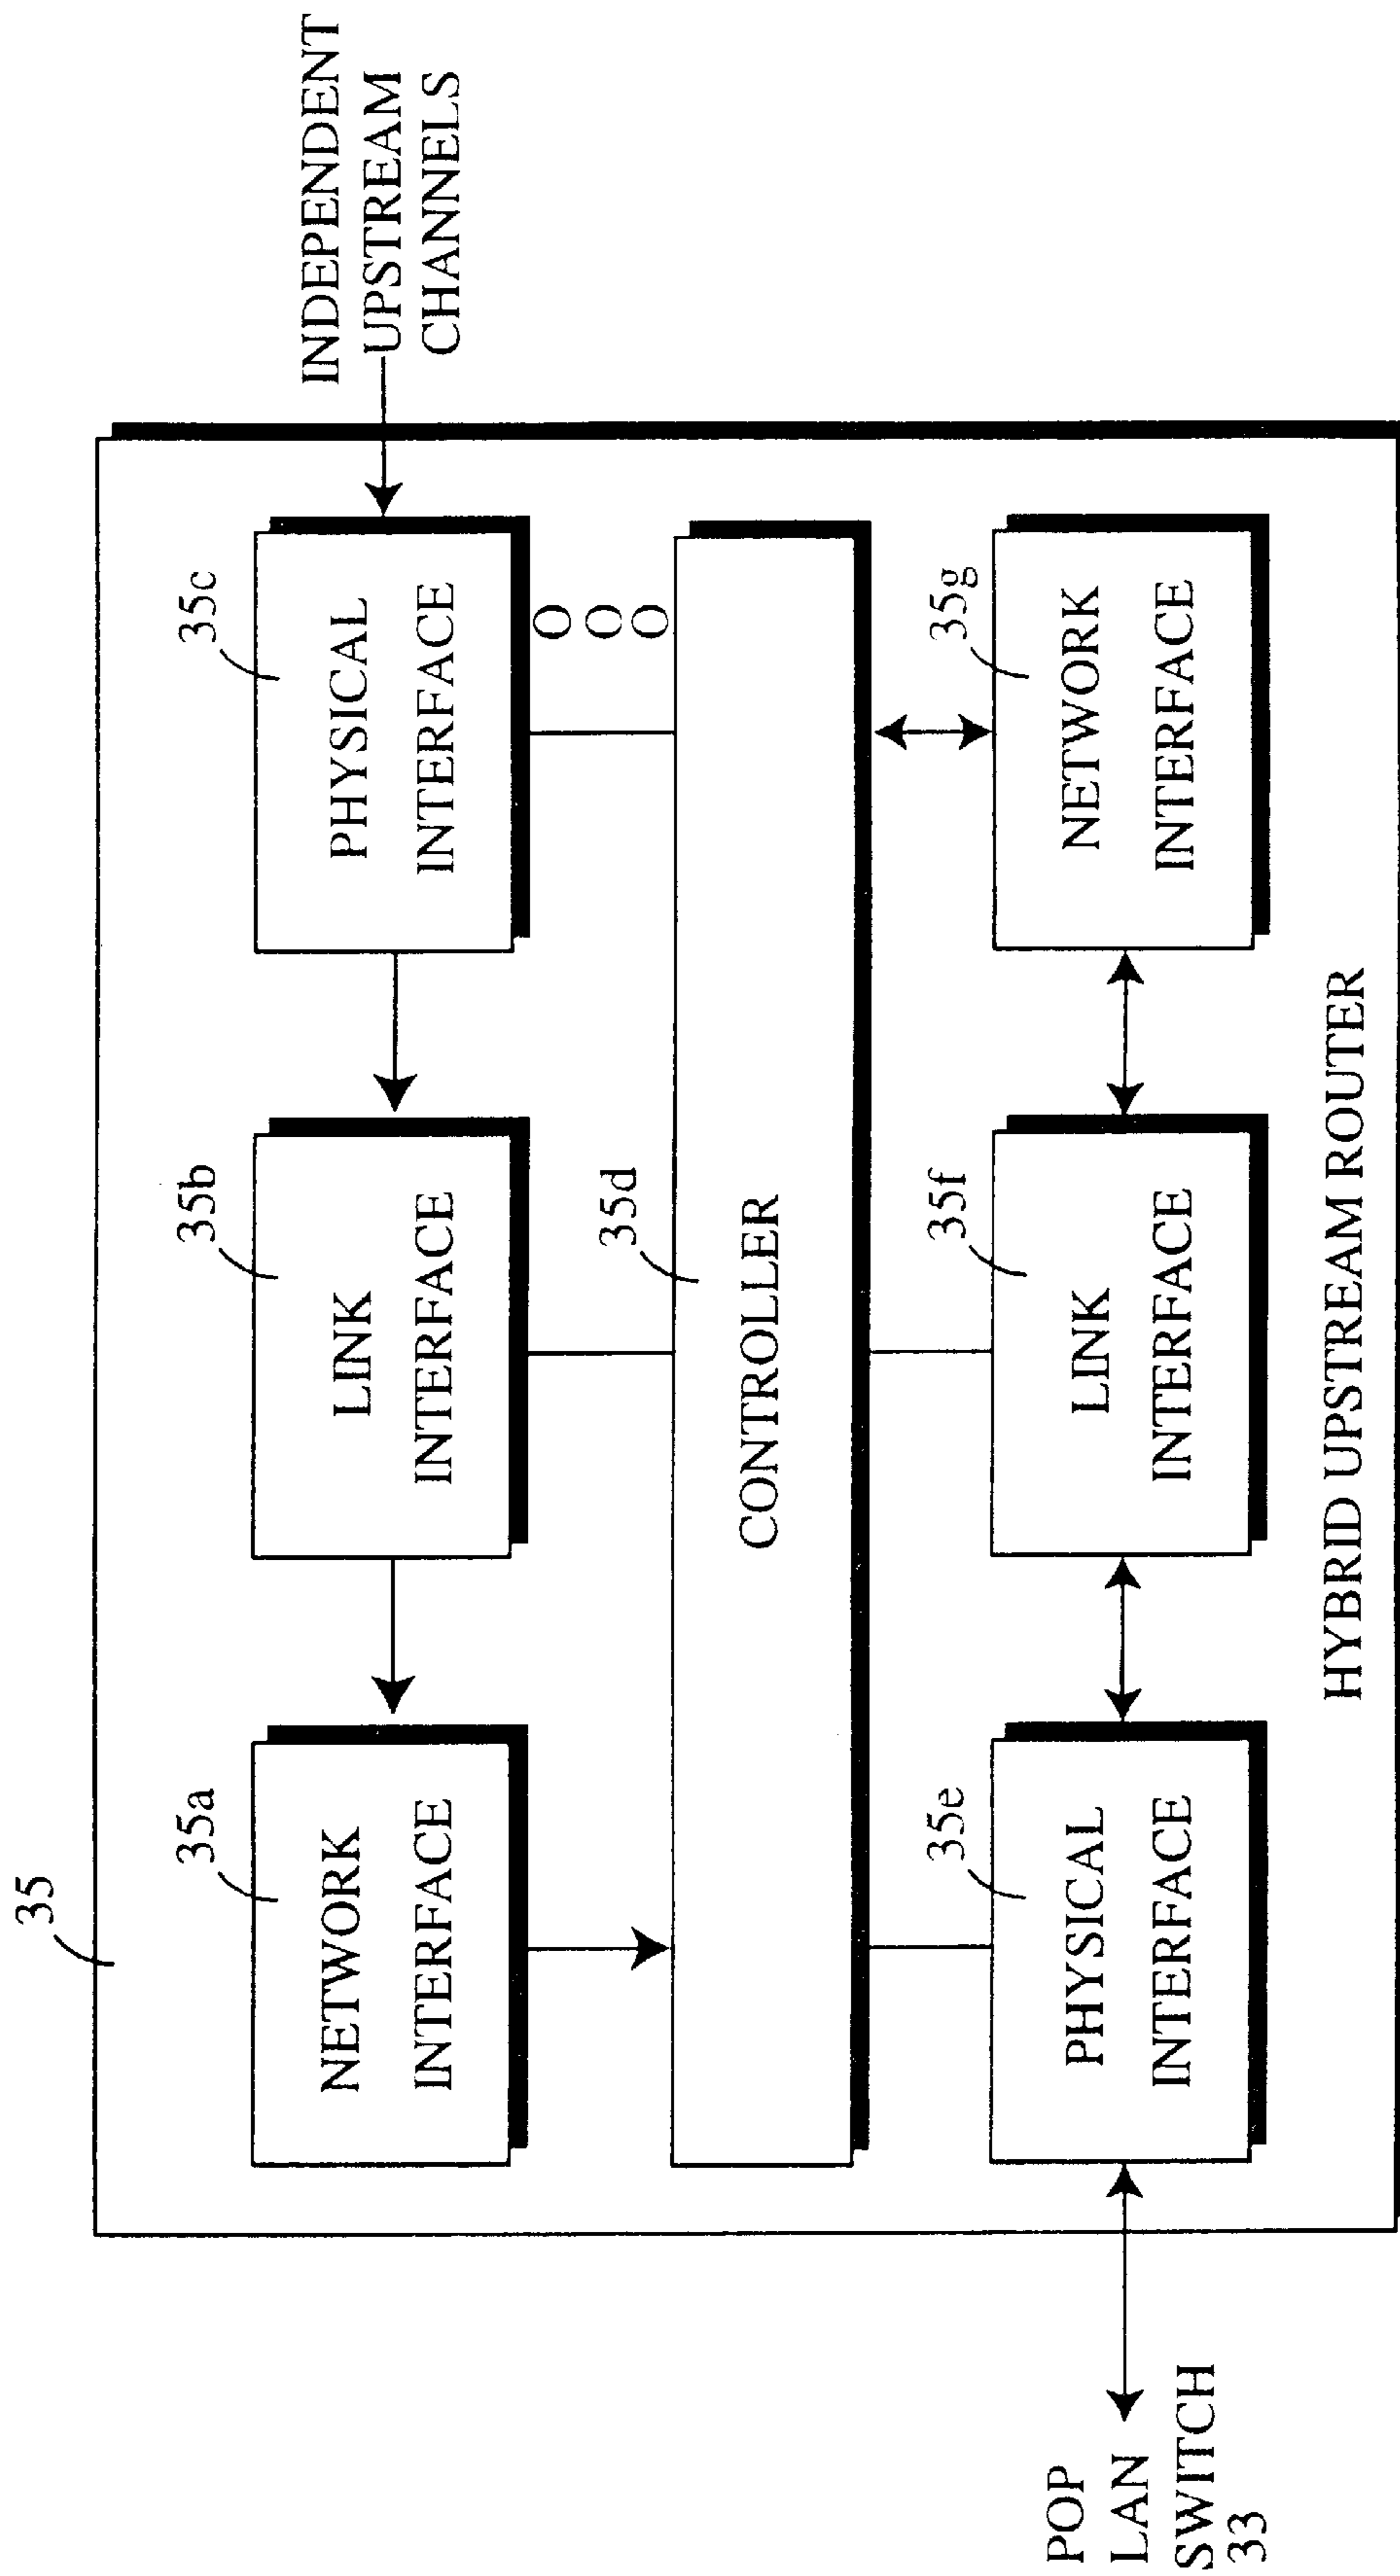 35
35a
NETWORK
INTERFACE
35b
LINK
INTERFACE
35c
PHYSICAL
INTERFACE
INDEPENDENT
UPSTREAM
CHANNELS
O O O
35d
CONTROLLER
POP
LAN
SWITCH
33
35e
PHYSICAL
INTERFACE
35f
LINK
INTERFACE
35g
NETWORK
INTERFACE
HYBRID UPSTREAM ROUTER